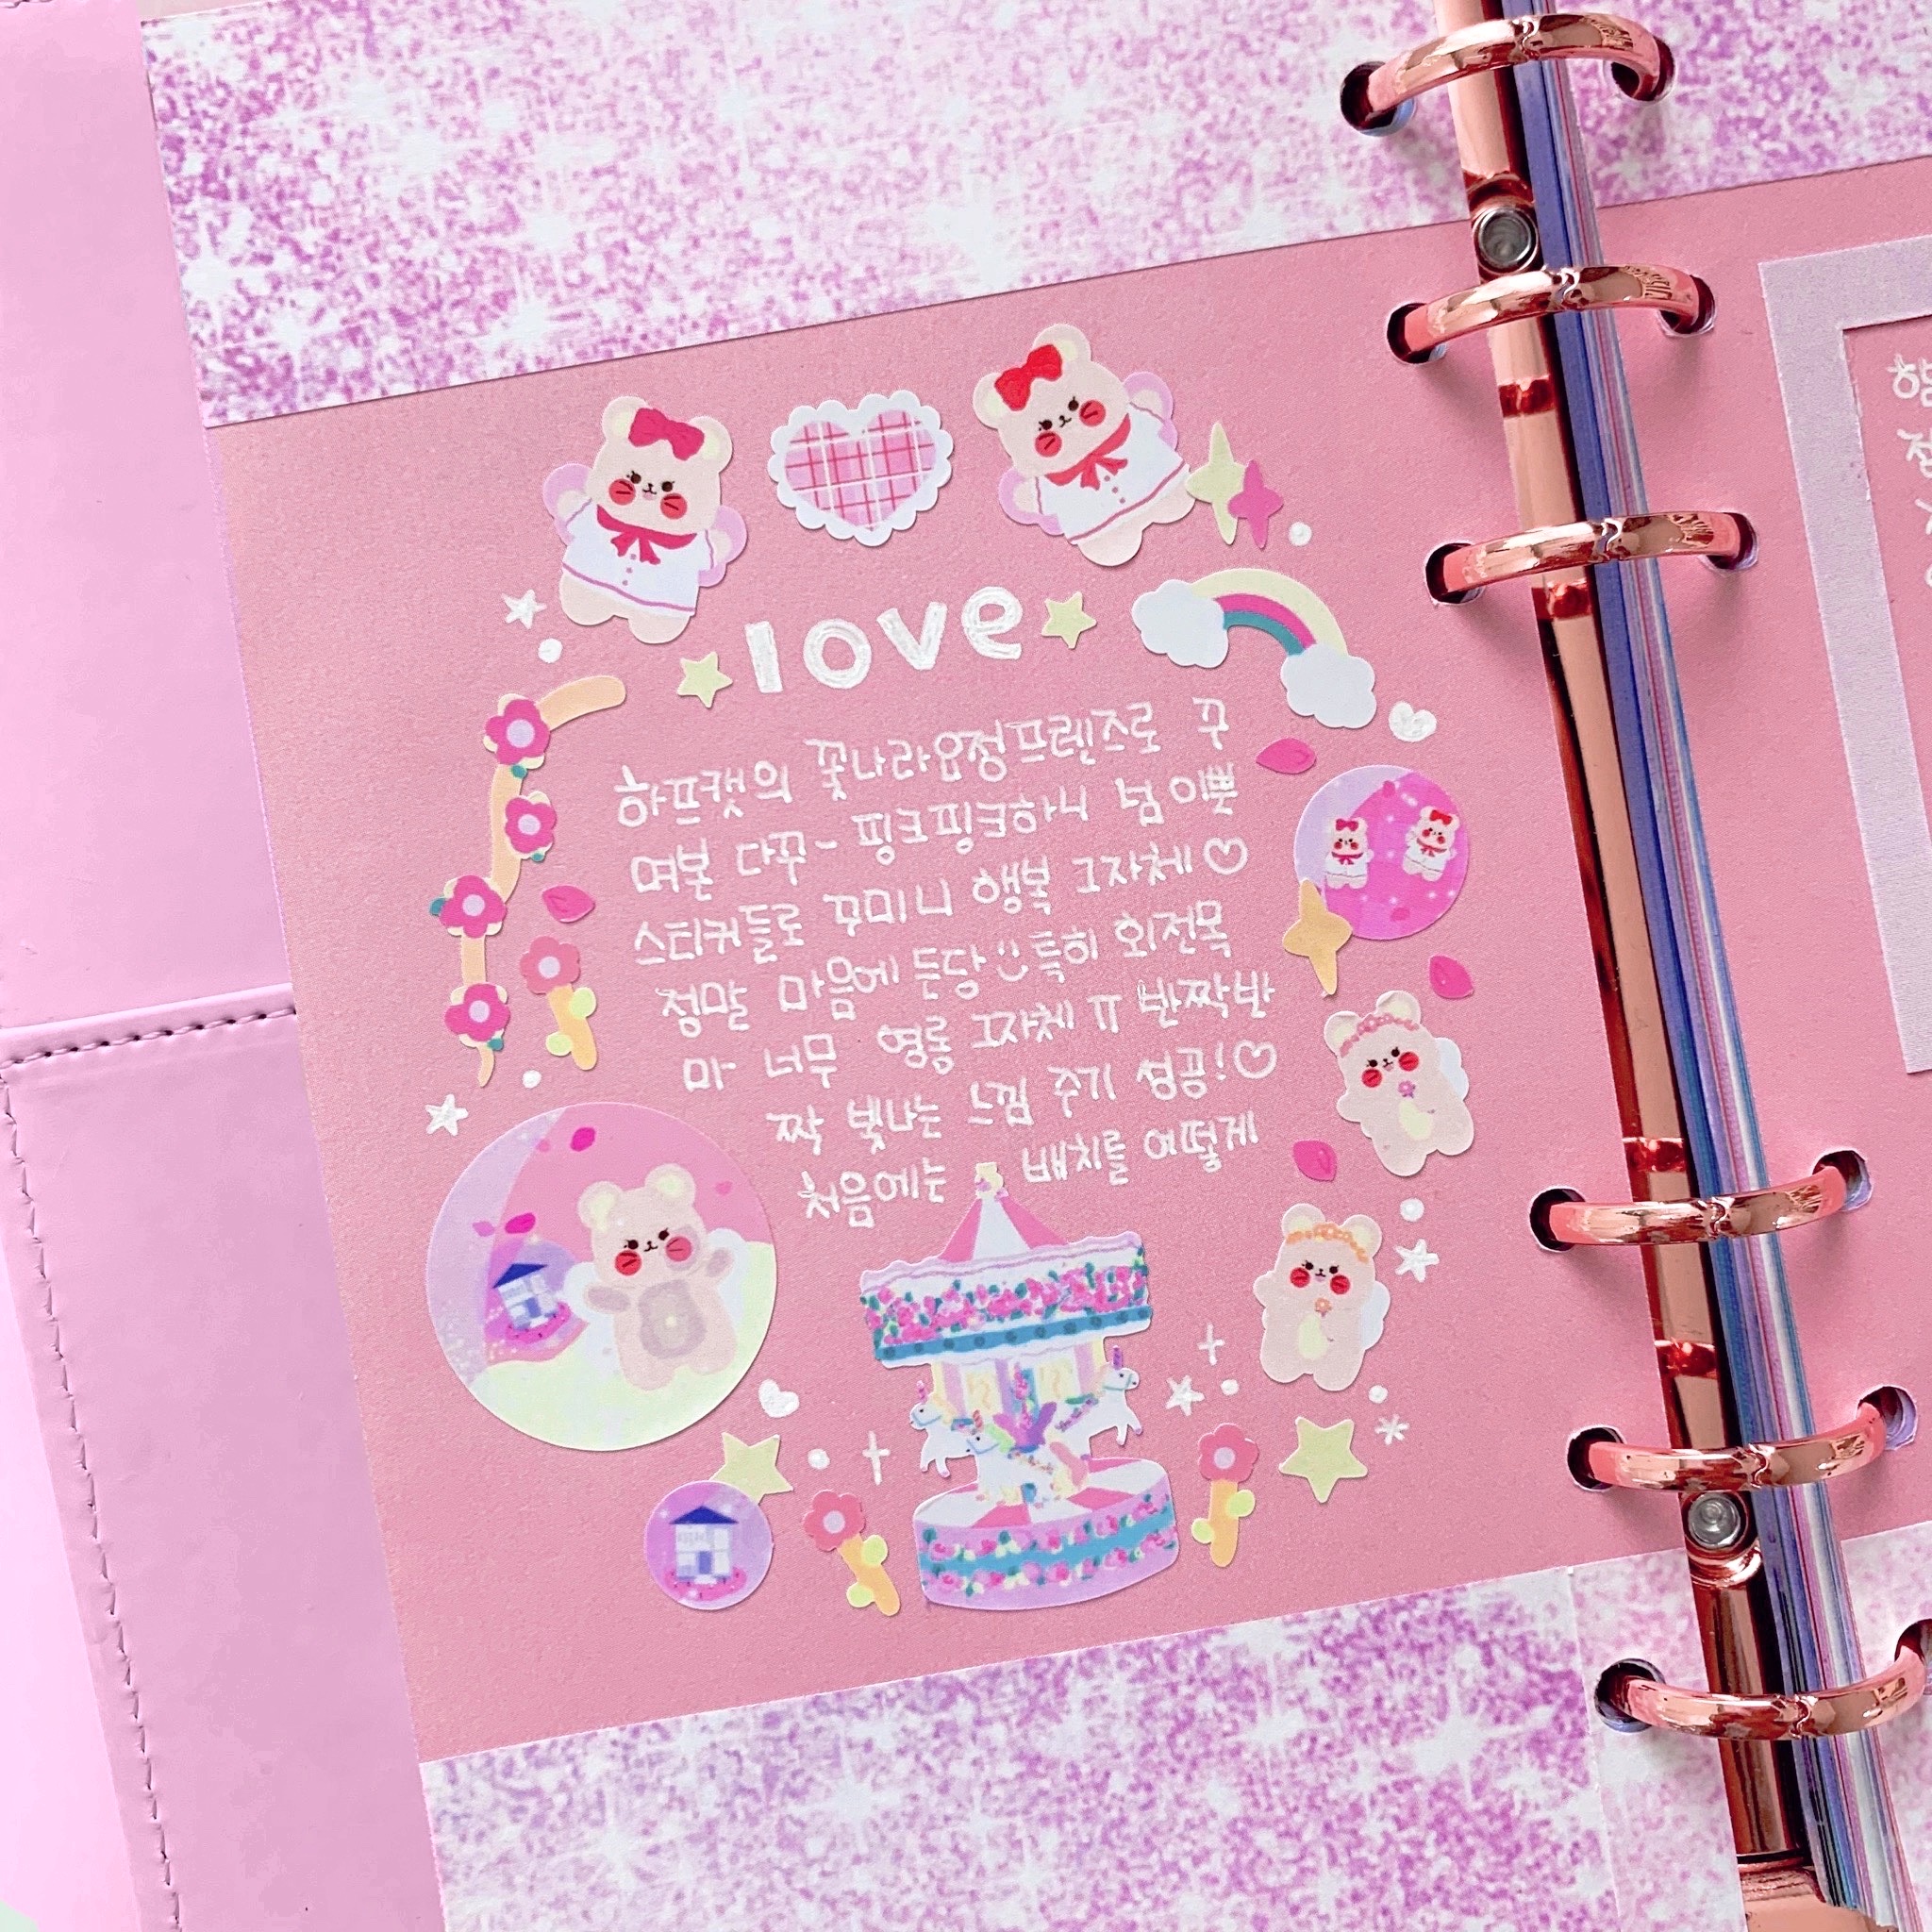 love
하프캣의 꽃나라요정프렌즈로 꾸
며본 다꾸~ 핑크핑크하니 넘 이쁜
스티커들로 꾸미니 행복 그자체♡
정말 마음에 든당☺특히 회전목
마 너무 영롱 그자체 ㅠ 반짝반
짝 빛나는 느낌 주기 성공!♡
처음에는 배치를 어떻게